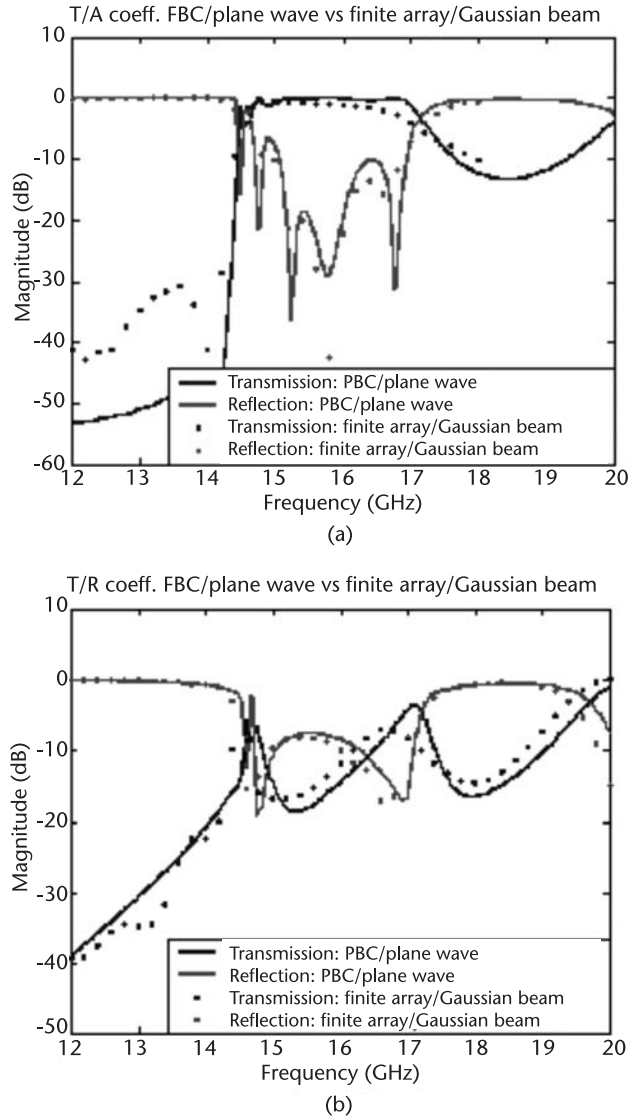 T/A coeff. FBC/plane wave vs finite array/Gaussian beam
10
0
-10
-20
-30
-40
-50
-60
Magnitude (dB)
Transmission: PBC/plane wave
Reflection: PBC/plane wave
Transmission: finite array/Gaussian beam
Reflection: finite array/Gaussian beam
12 13 14 15 16 17 18 19 20
Frequency (GHz)
(a)
T/R coeff. FBC/plane wave vs finite array/Gaussian beam
10
0
-10
-20
-30
-40
-50
Magnitude (dB)
Transmission: PBC/plane wave
Reflection: PBC/plane wave
Transmission: finite array/Gaussian beam
Reflection: finite array/Gaussian beam
12 13 14 15 16 17 18 19 20
Frequency (GHz)
(b)